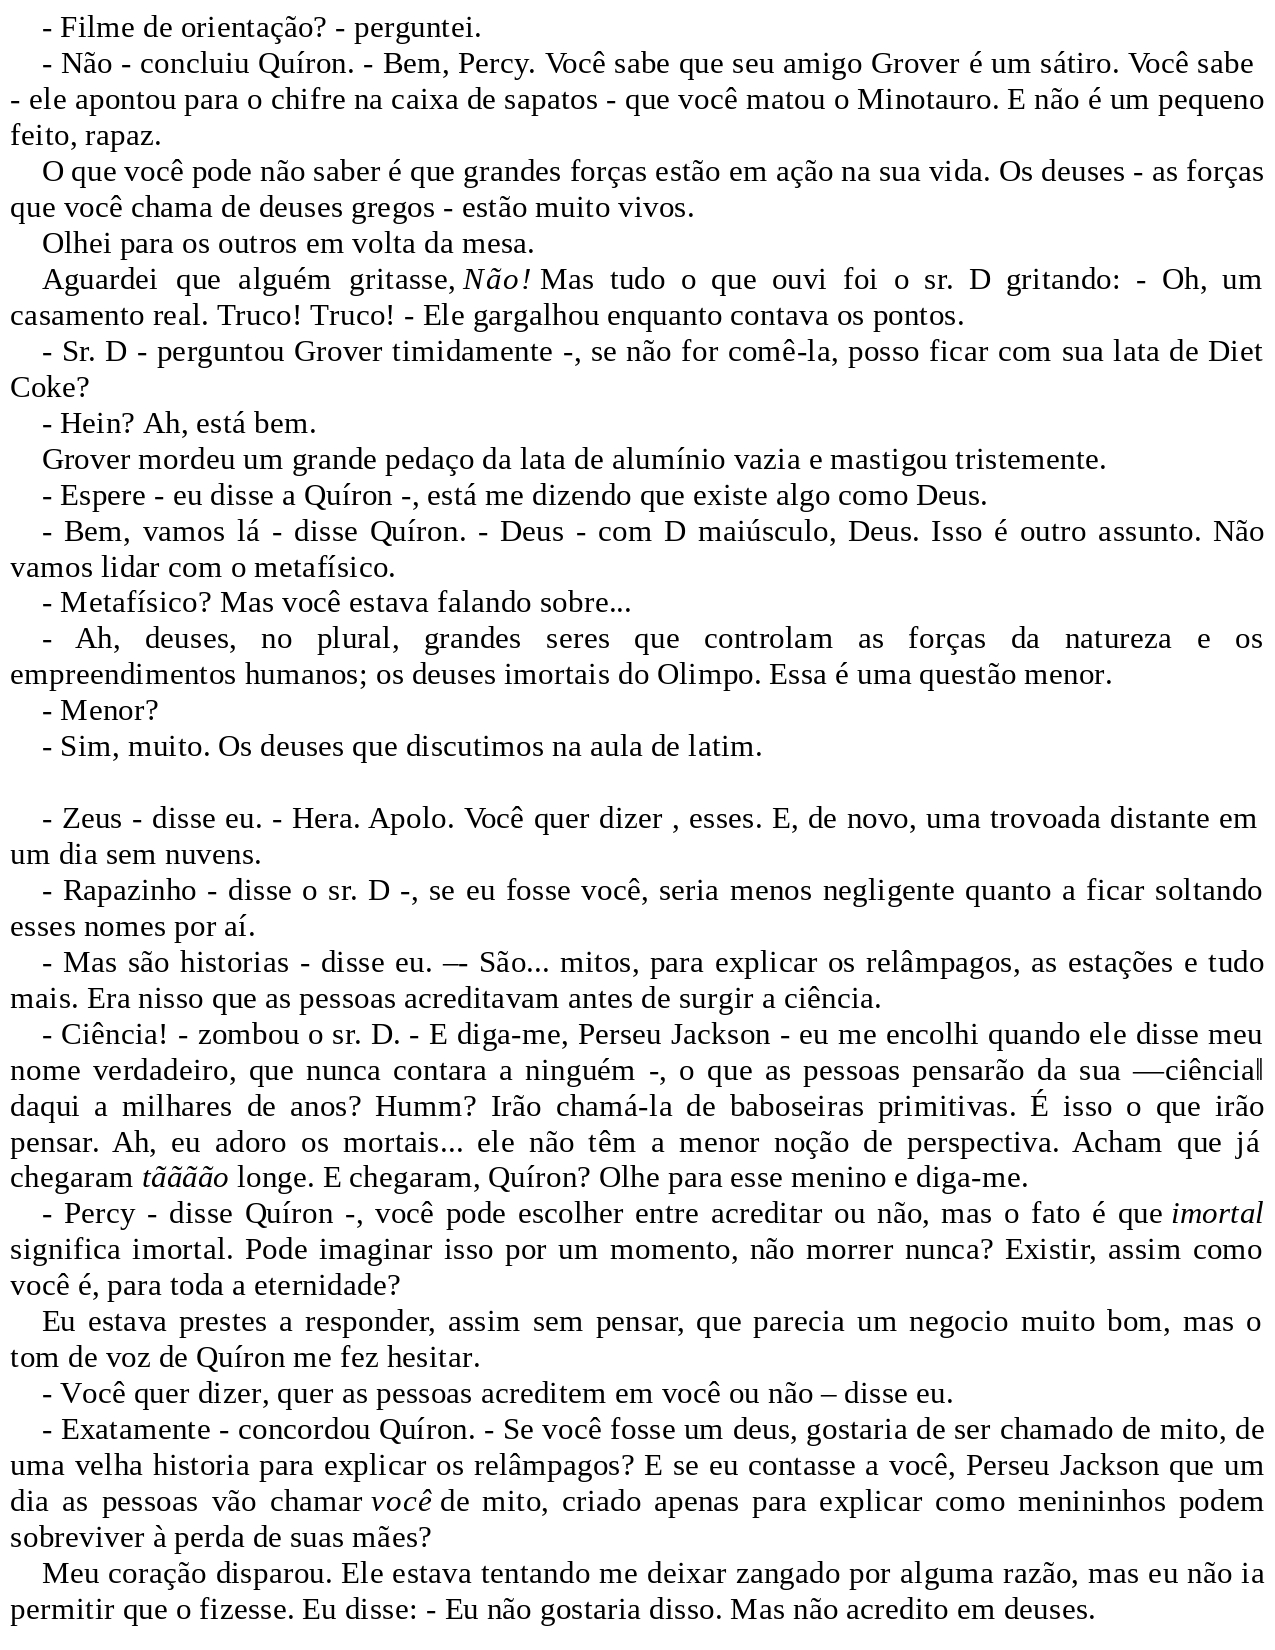 - Filme de orientação? - perguntei.
- Não - concluiu Quíron. - Bem, Percy. Você sabe que seu amigo Grover é um sátiro. Você sabe
- ele apontou para o chifre na caixa de sapatos - que você matou o Minotauro. E não é um pequeno
feito, rapaz.
O que você pode não saber é que grandes forças estão em ação na sua vida. Os deuses - as forças
que você chama de deuses gregos - estão muito vivos.
Olhei para os outros em volta da mesa.
Aguardei que alguém gritasse, Não! Mas tudo o que ouvi foi o sr. D gritando: - Oh, um
casamento real. Truco! Truco! - Ele gargalhou enquanto contava os pontos.
- Sr. D - perguntou Grover timidamente -, se não for comê-la, posso ficar com sua lata de Diet
Coke?
- Hein? Ah, está bem.
Grover mordeu um grande pedaço da lata de alumínio vazia e mastigou tristemente.
- Espere - eu disse a Quíron -, está me dizendo que existe algo como Deus.
- Bem, vamos lá - disse Quíron. - Deus - com D maiúsculo, Deus. Isso é outro assunto. Não
vamos lidar com o metafísico.
- Metafísico? Mas você estava falando sobre...
- Ah, deuses, no plural, grandes seres que controlam as forças da natureza e os
empreendimentos humanos; os deuses imortais do Olimpo. Essa é uma questão menor.
- Menor?
- Sim, muito. Os deuses que discutimos na aula de latim.
- Zeus - disse eu. - Hera. Apolo. Você quer dizer , esses. E, de novo, uma trovoada distante em
um dia sem nuvens.
- Rapazinho - disse o sr. D -, se eu fosse você, seria menos negligente quanto a ficar soltando
esses nomes por aí.
- Mas são historias - disse eu. –- São... mitos, para explicar os relâmpagos, as estações e tudo
mais. Era nisso que as pessoas acreditavam antes de surgir a ciência.
- Ciência! - zombou o sr. D. - E diga-me, Perseu Jackson - eu me encolhi quando ele disse meu
nome verdadeiro, que nunca contara a ninguém -, o que as pessoas pensarão da sua ―ciência‖
daqui a milhares de anos? Humm? Irão chamá-la de baboseiras primitivas. É isso o que irão
pensar. Ah, eu adoro os mortais... ele não têm a menor noção de perspectiva. Acham que já
chegaram tããããão longe. E chegaram, Quíron? Olhe para esse menino e diga-me.
- Percy - disse Quíron -, você pode escolher entre acreditar ou não, mas o fato é que imortal
significa imortal. Pode imaginar isso por um momento, não morrer nunca? Existir, assim como
você é, para toda a eternidade?
Eu estava prestes a responder, assim sem pensar, que parecia um negocio muito bom, mas o
tom de voz de Quíron me fez hesitar.
- Você quer dizer, quer as pessoas acreditem em você ou não – disse eu.
- Exatamente - concordou Quíron. - Se você fosse um deus, gostaria de ser chamado de mito, de
uma velha historia para explicar os relâmpagos? E se eu contasse a você, Perseu Jackson que um
dia as pessoas vão chamar você de mito, criado apenas para explicar como menininhos podem
sobreviver à perda de suas mães?
Meu coração disparou. Ele estava tentando me deixar zangado por alguma razão, mas eu não ia
permitir que o fizesse. Eu disse: - Eu não gostaria disso. Mas não acredito em deuses.